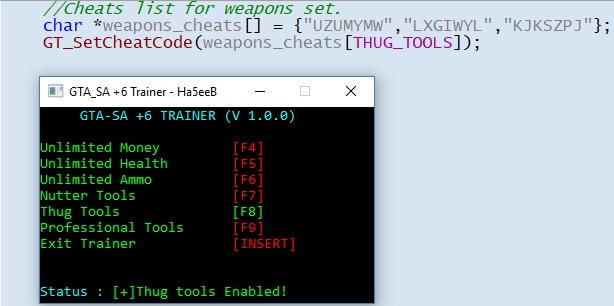 //Cheats list for weapons set.
char *weapons_cheats[] = {"UZUMYMW","LXGIWYL","KJKSZPJ"};
GT_SetCheatCode(weapons_cheats[THUG_TOOLS]);
GTA_SA +6 Trainer - Ha5eeB
GTA-SA +6 TRAINER (V 1.0.0)
Unlimited Money [F4]
Unlimited Health [F5]
Unlimited Ammo [F6]
Nutter Tools [F7]
Thug Tools [F8]
Professional Tools [F9]
Exit Trainer [INSERT]
Status : [+]Thug tools Enabled!